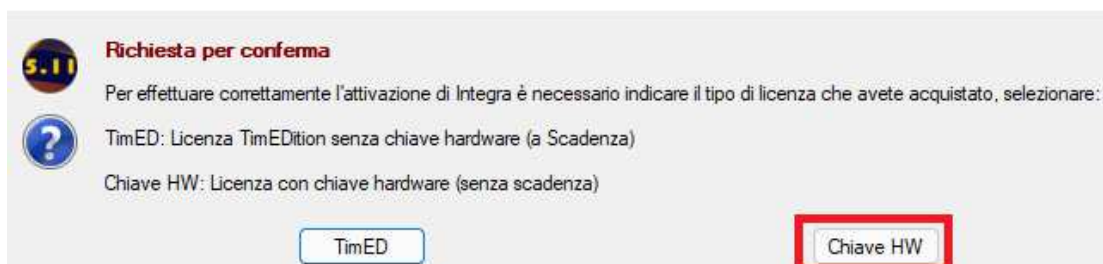 5.11
Richiesta per conferma
Per effettuare correttamente l'attivazione di Integra è necessario indicare il tipo di licenza che avete acquistato, selezionare:
?
TimED: Licenza TimEDition senza chiave hardware (a Scadenza)
Chiave HW: Licenza con chiave hardware (senza scadenza)
TimED
Chiave HW